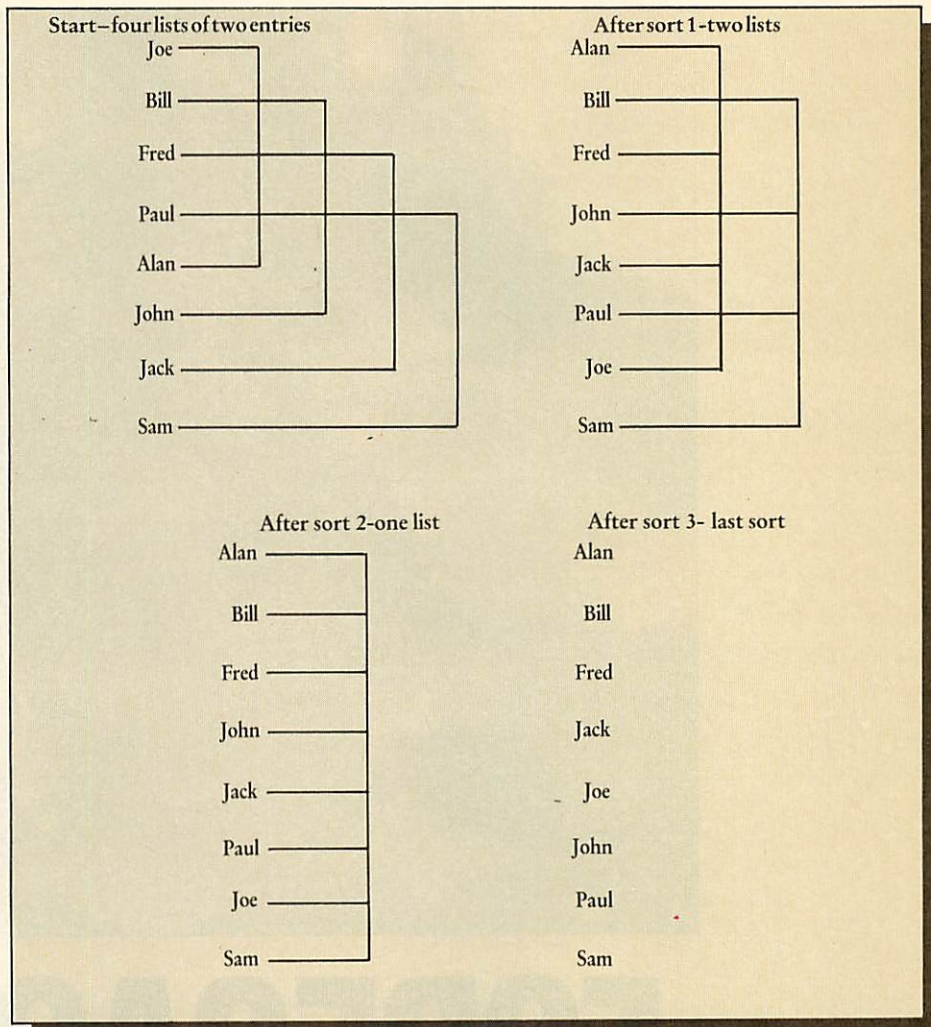 Start–four lists of two entries
Joe
Bill
Fred
Paul
Alan
John
Jack
Sam
After sort 1-two lists
Alan
Bill
Fred
John
Jack
Paul
Joe
Sam
After sort 2-one list
Alan
Bill
Fred
John
Jack
Paul
Joe
Sam
After sort 3- last sort
Alan
Bill
Fred
Jack
Joe
John
Paul
Sam